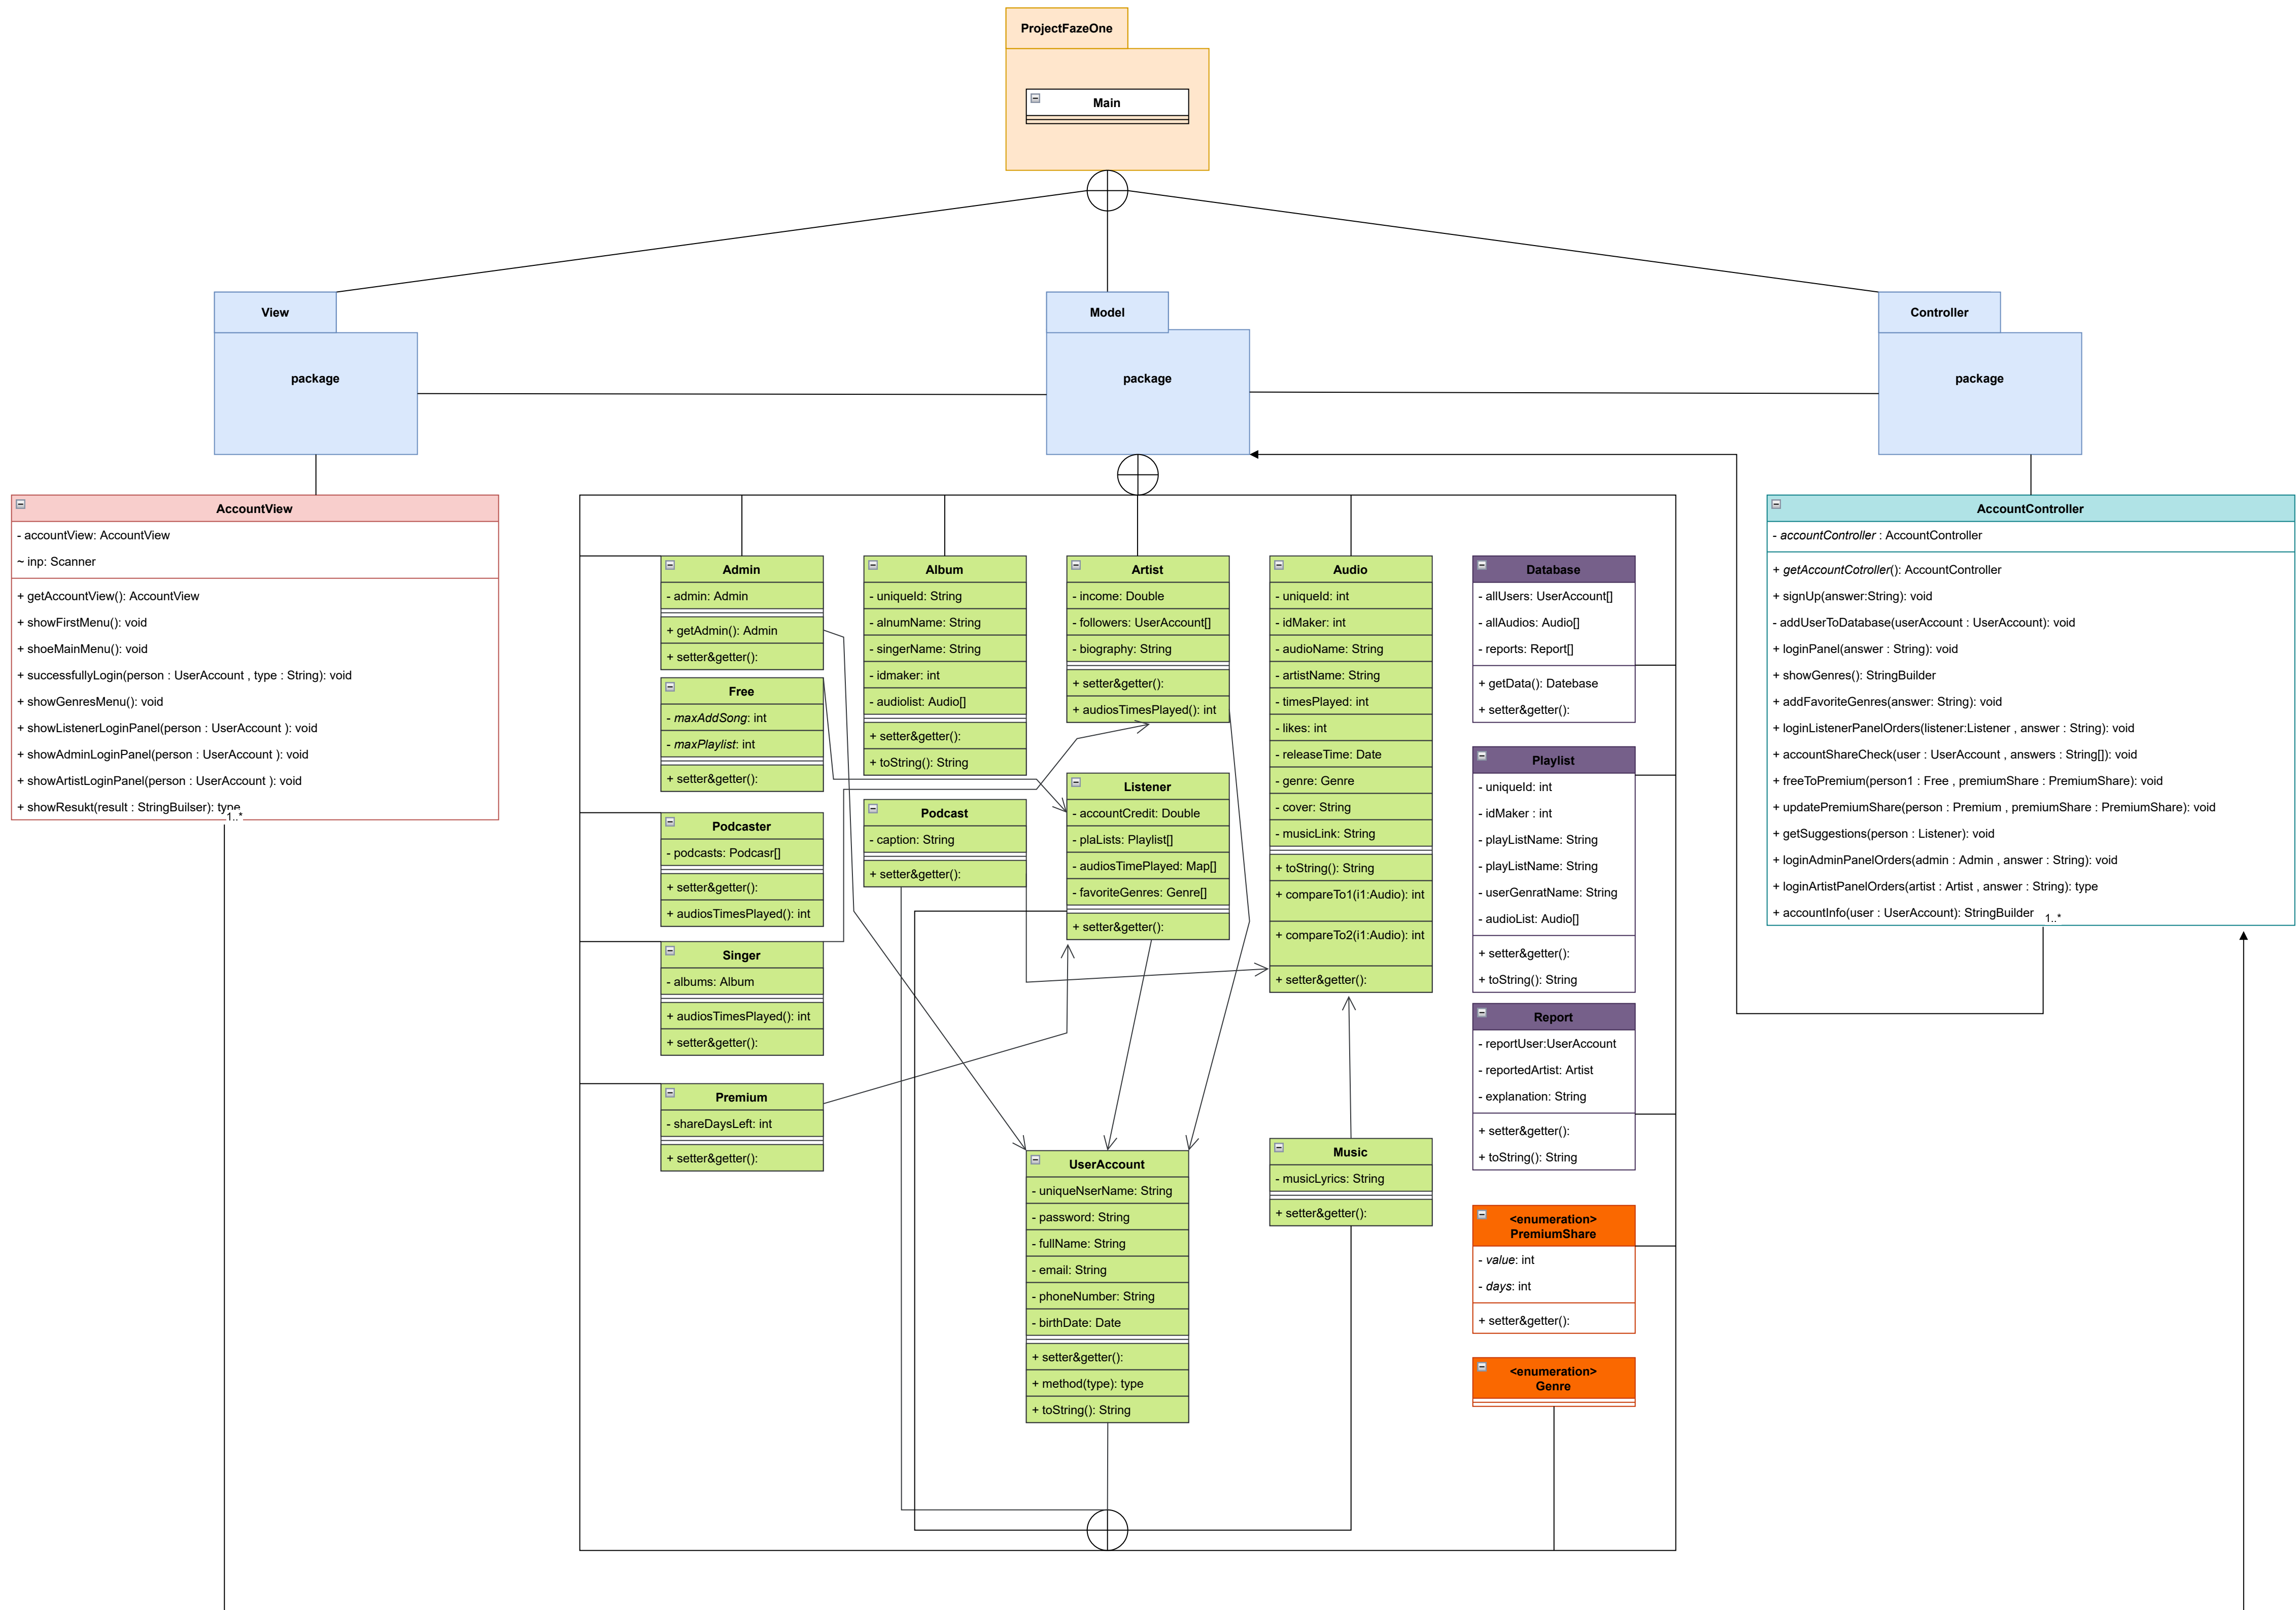 ProjectFazeOne
Main
View
package
Model
package
Controller
package
AccountView
- accountView: AccountView
~ inp: Scanner
+ getAccountView(): AccountView
+ showFirstMenu(): void
+ shoeMainMenu(): void
+ successfullyLogin(person : UserAccount , type : String): void
+ showGenresMenu(): void
+ showListenerLoginPanel(person : UserAccount ): void
+ showAdminLoginPanel(person : UserAccount ): void
+ showArtistLoginPanel(person : UserAccount ): void
+ showResukt(result : StringBuilser): type
1..*
Admin
- admin: Admin
+ getAdmin(): Admin
+ setter&getter():
Free
- maxAddSong: int
- maxPlaylist: int
+ setter&getter():
Podcaster
- podcasts: Podcasr[]
+ setter&getter():
+ audiosTimesPlayed(): int
Singer
- albums: Album
+ audiosTimesPlayed(): int
+ setter&getter():
Premium
- shareDaysLeft: int
+ setter&getter():
Album
- uniqueId: String
- alnumName: String
- singerName: String
- idmaker: int
- audiolist: Audio[]
+ setter&getter():
+ toString(): String
Podcast
- caption: String
+ setter&getter():
Artist
- income: Double
- followers: UserAccount[]
- biography: String
+ setter&getter():
+ audiosTimesPlayed(): int
Listener
- accountCredit: Double
- plaLists: Playlist[]
- audiosTimePlayed: Map[]
- favoriteGenres: Genre[]
+ setter&getter():
UserAccount
- uniqueNserName: String
- password: String
- fullName: String
- email: String
- phoneNumber: String
- birthDate: Date
+ setter&getter():
+ method(type): type
+ toString(): String
Audio
- uniqueId: int
- idMaker: int
- audioName: String
- artistName: String
- timesPlayed: int
- likes: int
- releaseTime: Date
- genre: Genre
- cover: String
- musicLink: String
+ toString(): String
+ compareTo1(i1:Audio): int
+ compareTo2(i1:Audio): int
+ setter&getter():
Music
- musicLyrics: String
+ setter&getter():
Database
- allUsers: UserAccount[]
- allAudios: Audio[]
- reports: Report[]
+ getData(): Datebase
+ setter&getter():
Playlist
- uniqueId: int
- idMaker : int
- playListName: String
- playListName: String
- userGenratName: String
- audioList: Audio[]
+ setter&getter():
+ toString(): String
Report
- reportUser:UserAccount
- reportedArtist: Artist
- explanation: String
+ setter&getter():
+ toString(): String
<enumeration>
PremiumShare
- value: int
- days: int
+ setter&getter():
<enumeration>
Genre
AccountController
- accountController : AccountController
+ getAccountCotroller(): AccountController
+ signUp(answer:String): void
- addUserToDatabase(userAccount : UserAccount): void
+ loginPanel(answer : String): void
+ showGenres(): StringBuilder
+ addFavoriteGenres(answer: String): void
+ loginListenerPanelOrders(listener:Listener , answer : String): void
+ accountShareCheck(user : UserAccount , answers : String[]): void
+ freeToPremium(person1 : Free , premiumShare : PremiumShare): void
+ updatePremiumShare(person : Premium , premiumShare : PremiumShare): void
+ getSuggestions(person : Listener): void
+ loginAdminPanelOrders(admin : Admin , answer : String): void
+ loginArtistPanelOrders(artist : Artist , answer : String): type
+ accountInfo(user : UserAccount): StringBuilder
1..*